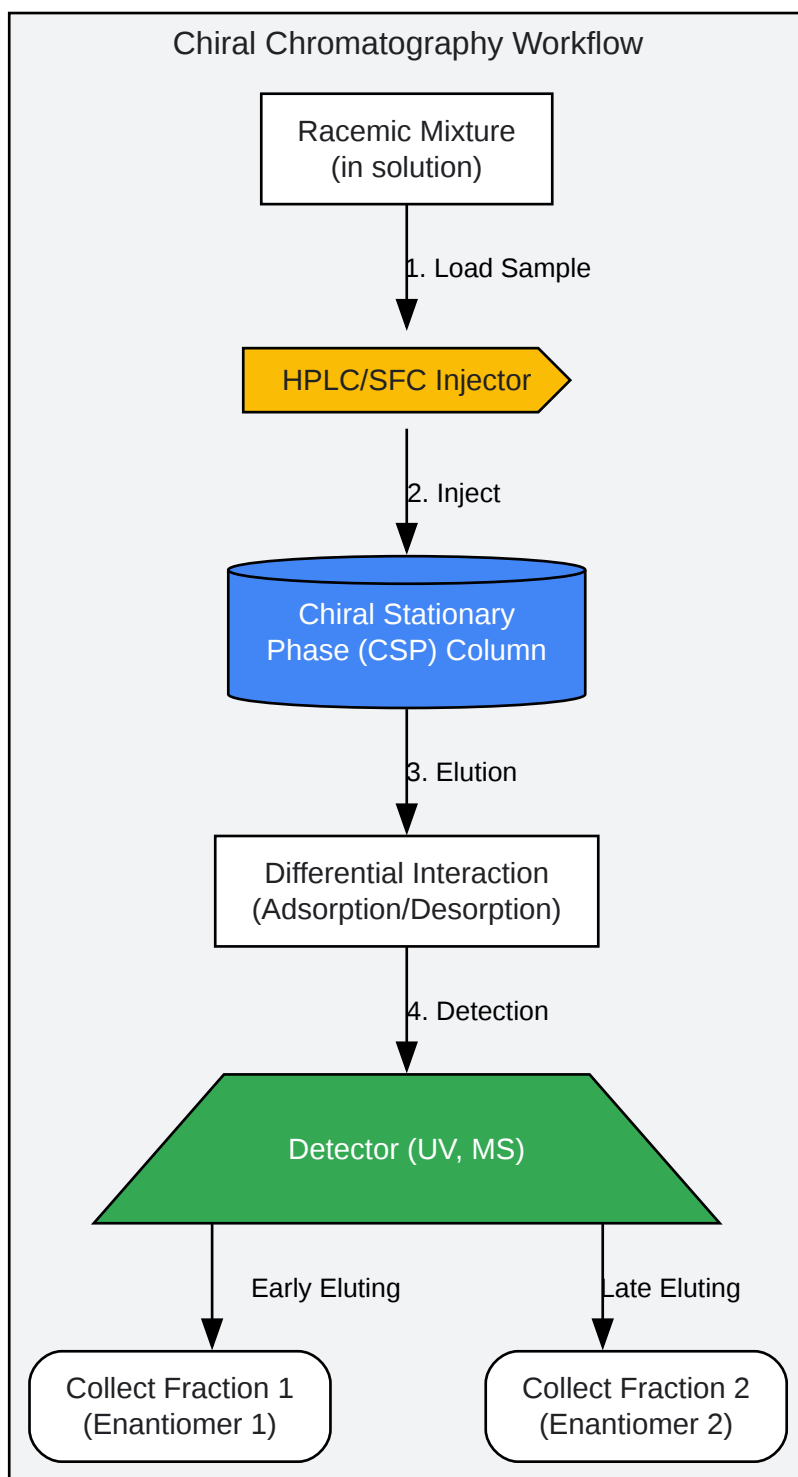 Chiral Chromatography Workflow
Racemic Mixture
(in solution)
1. Load Sample
HPLC/SFC Injector
2. Inject
Chiral Stationary
Phase (CSP) Column
3. Elution
Differential Interaction
(Adsorption/Desorption)
4. Detection
Detector (UV, MS)
Early Eluting
Late Eluting
Collect Fraction 1
(Enantiomer 1)
Collect Fraction 2
(Enantiomer 2)